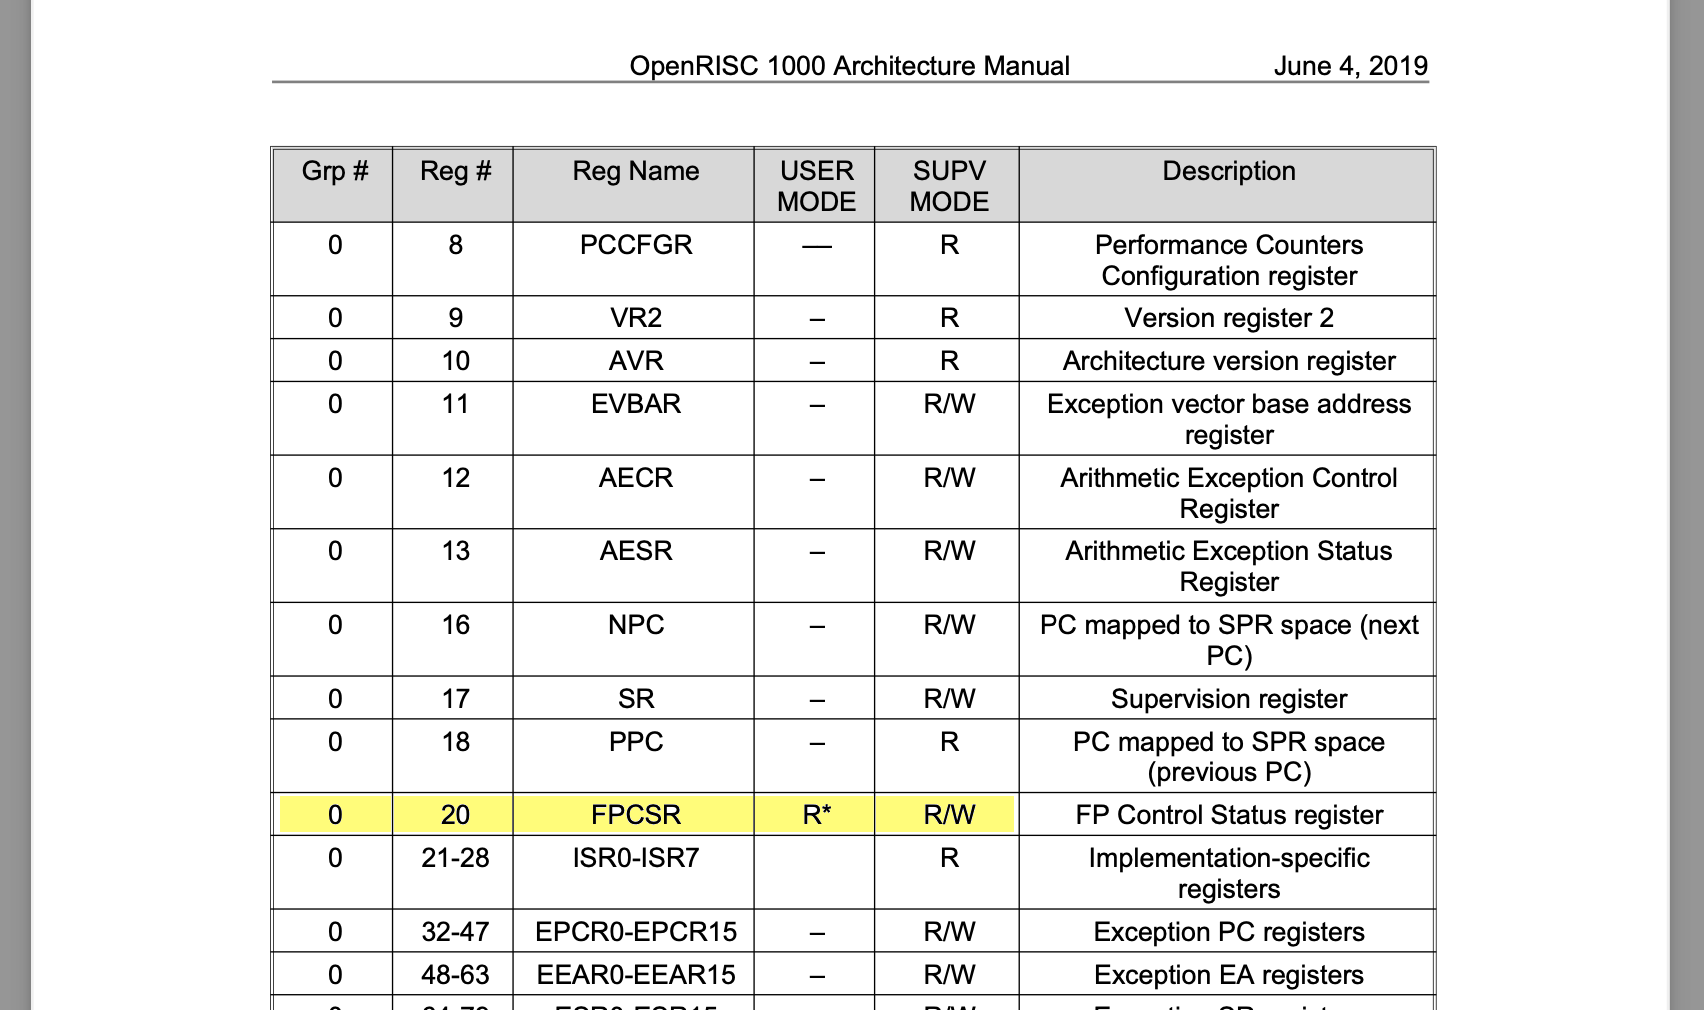 OpenRISC 1000 Architecture Manual June 4, 2019
Grp # Reg # Reg Name USER MODE SUPV MODE Description
0 8 PCCFGR — R Performance Counters Configuration register
0 9 VR2 – R Version register 2
0 10 AVR – R Architecture version register
0 11 EVBAR – R/W Exception vector base address register
0 12 AECR – R/W Arithmetic Exception Control Register
0 13 AESR – R/W Arithmetic Exception Status Register
0 16 NPC – R/W PC mapped to SPR space (next PC)
0 17 SR – R/W Supervision register
0 18 PPC – R PC mapped to SPR space (previous PC)
0 20 FPCSR R* R/W FP Control Status register
0 21-28 ISR0-ISR7 R Implementation-specific registers
0 32-47 EPCR0-EPCR15 – R/W Exception PC registers
0 48-63 EEAR0-EEAR15 – R/W Exception EA registers